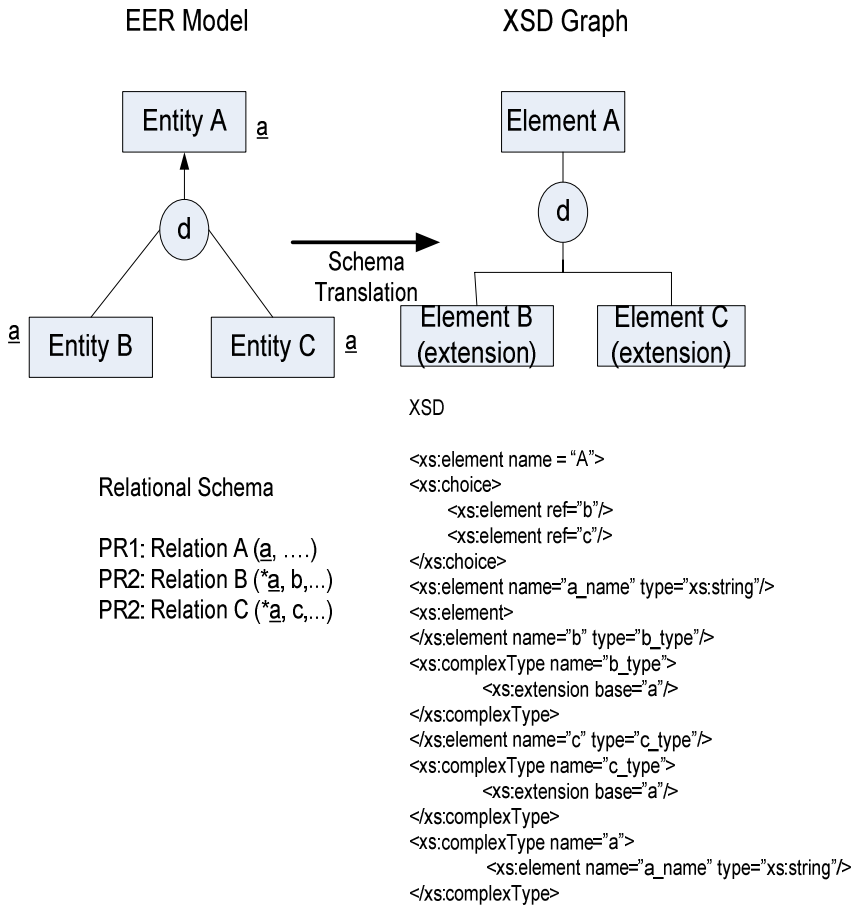 EER Model
XSD Graph
Entity A
a
Element A
d
d
Schema
Translation
a
Entity B
Entity C
a
Element B
(extension)
Element C
(extension)
Relational Schema
PR1: Relation A (a, ….)
PR2: Relation B (*a, b,...)
PR2: Relation C (*a, c,...)
XSD
<xs:element name = “A”>
<xs:choice>
<xs:element ref=”b”/>
<xs:element ref=”c”/>
</xs:choice>
<xs:element name=”a_name” type=”xs:string”/>
<xs:element>
</xs:element name=”b” type=”b_type”/>
<xs:complexType name=”b_type”>
<xs:extension base=”a”/>
</xs:complexType>
</xs:element name=”c” type=”c_type”/>
<xs:complexType name=”c_type”>
<xs:extension base=”a”/>
</xs:complexType>
<xs:complexType name=”a”>
<xs:element name=”a_name” type=”xs:string”/>
</xs:complexType>